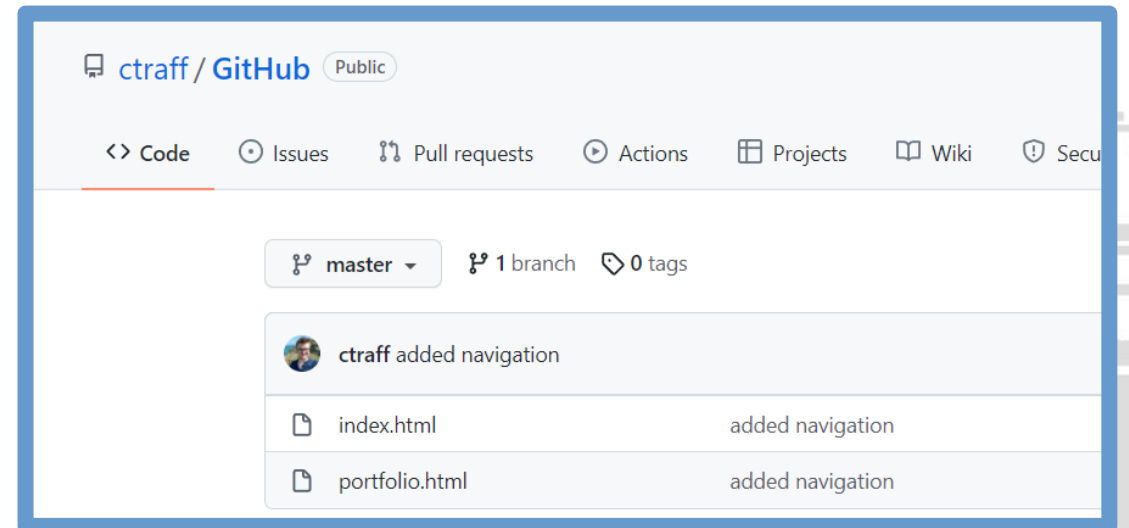 ctraff / GitHub Public
Code Issues Pull requests Actions Projects Wiki Secu
master 1 branch 0 tags
ctraff added navigation
index.html added navigation
portfolio.html added navigation